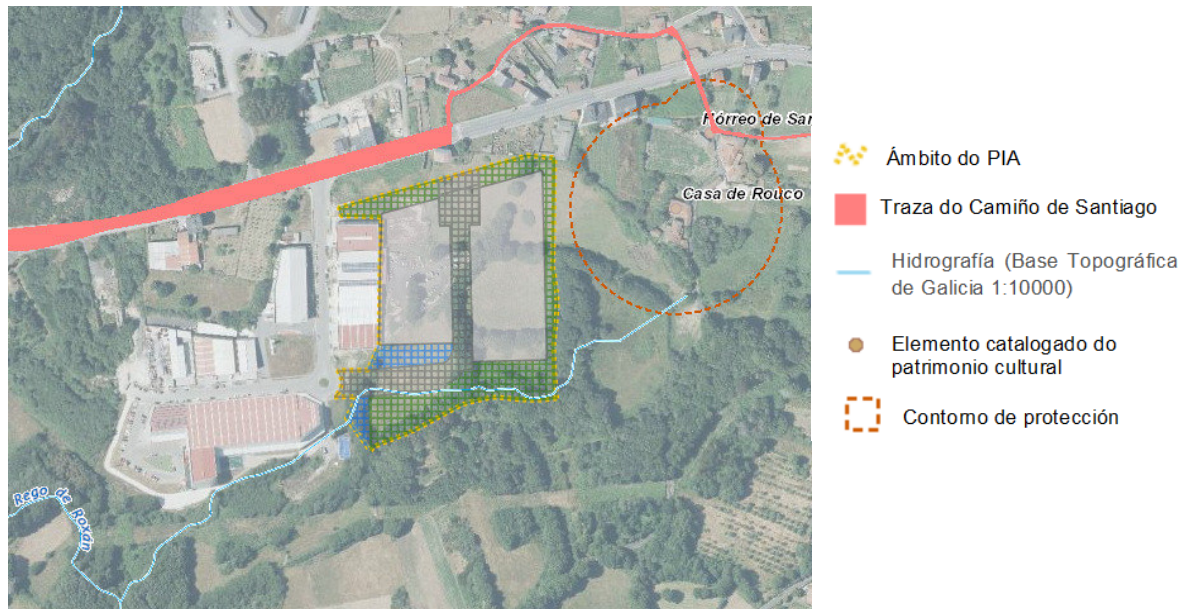 Hórreo de San
Casa de Rouco
Rego de Roxán
Ámbito do PIA
Traza do Camiño de Santiago
Hidrografía (Base Topográfica
de Galicia 1:10000)
Elemento catalogado do
patrimonio cultural
Contorno de protección